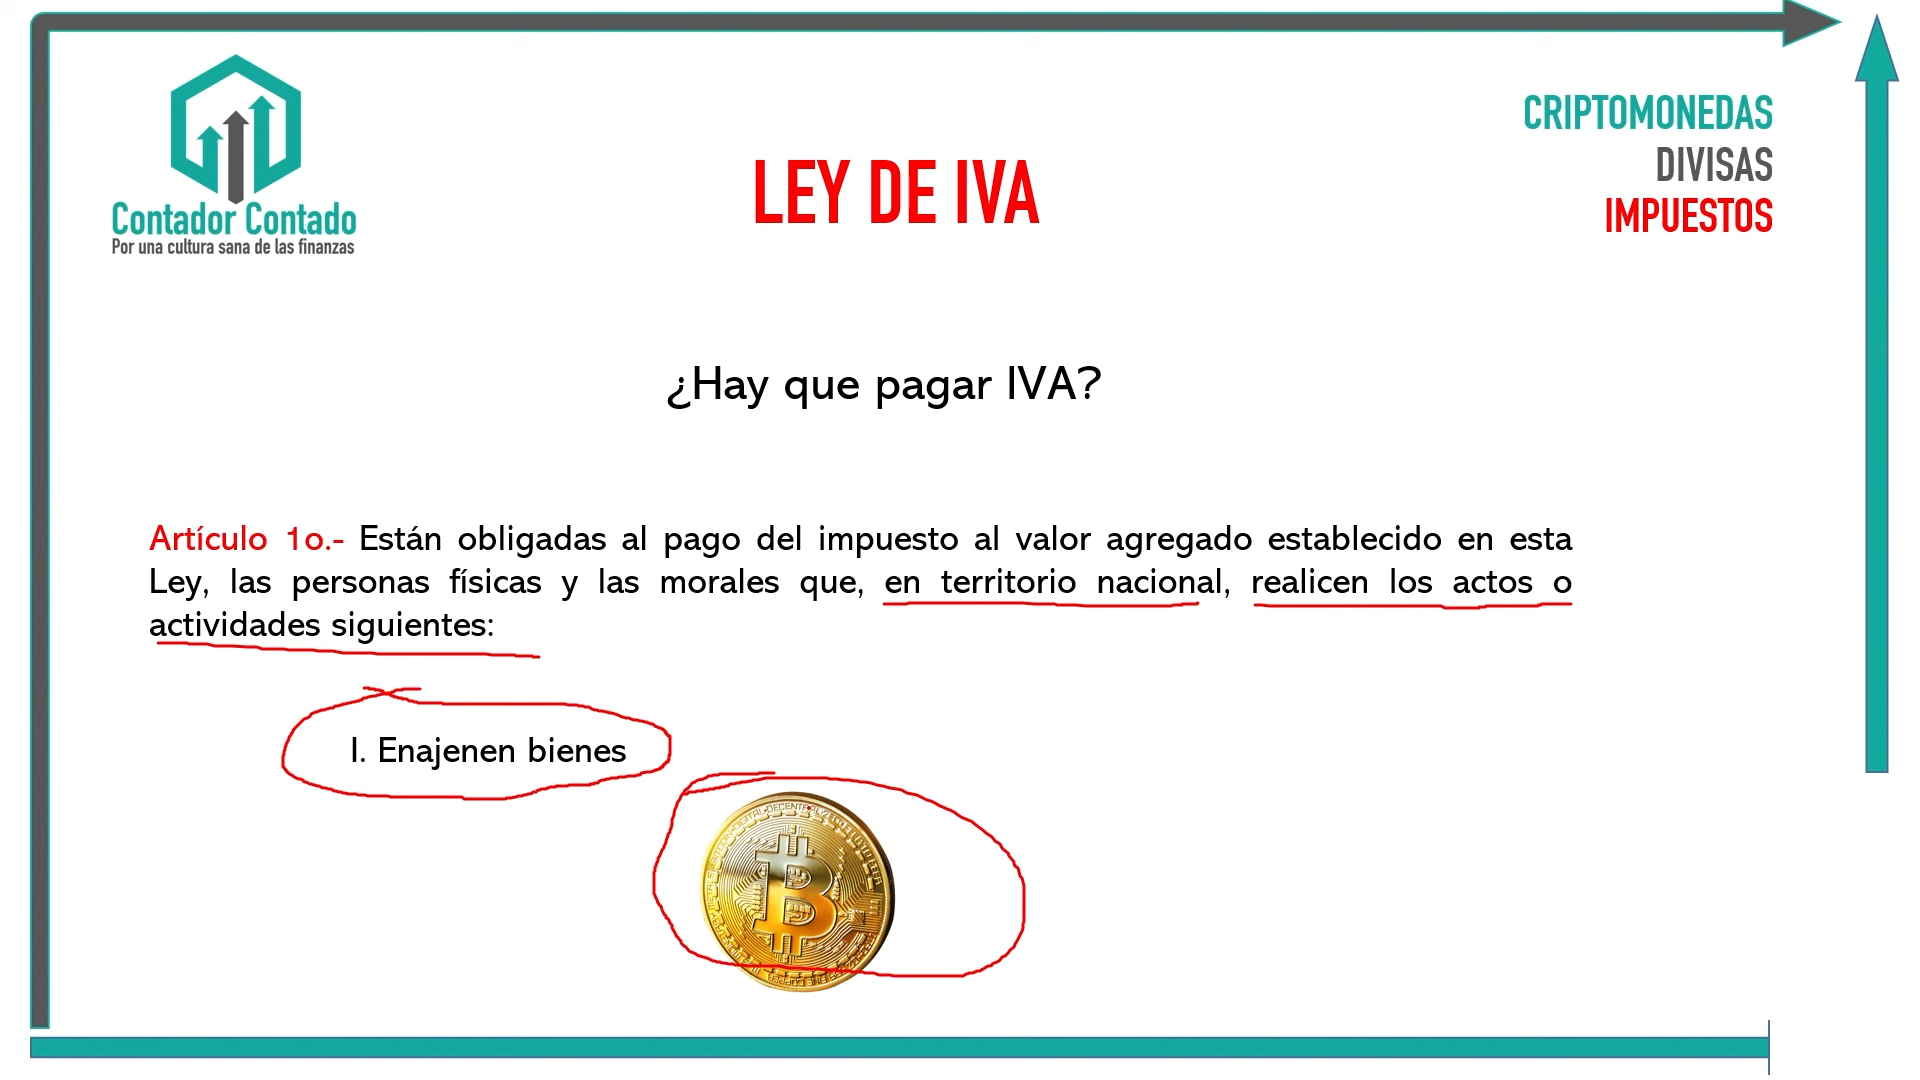 Contador Contado
Por una cultura sana de las finanzas
LEY DE IVA
CRIPTOMONEDAS
DIVISAS
IMPUESTOS
¿Hay que pagar IVA?
Artículo 1o.- Están obligadas al pago del impuesto al valor agregado establecido en esta
Ley, las personas físicas y las morales que, en territorio nacional, realicen los actos o
actividades siguientes:
I. Enajenen bienes